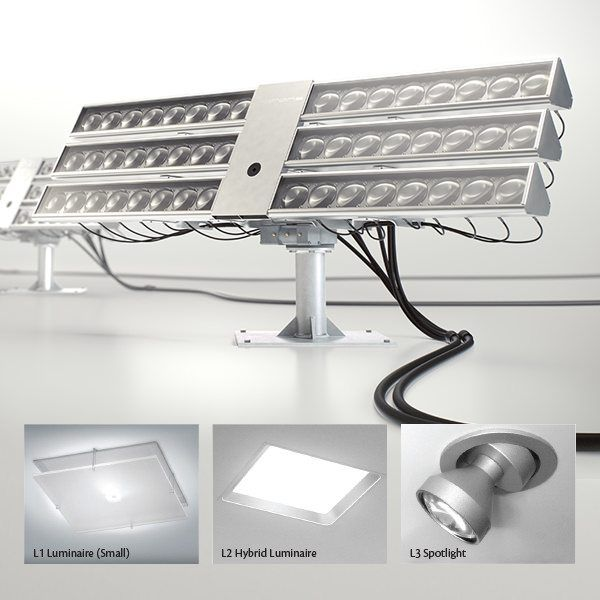 L1 Luminaire (Small)
L2 Hybrid Luminaire
L3 Spotlight